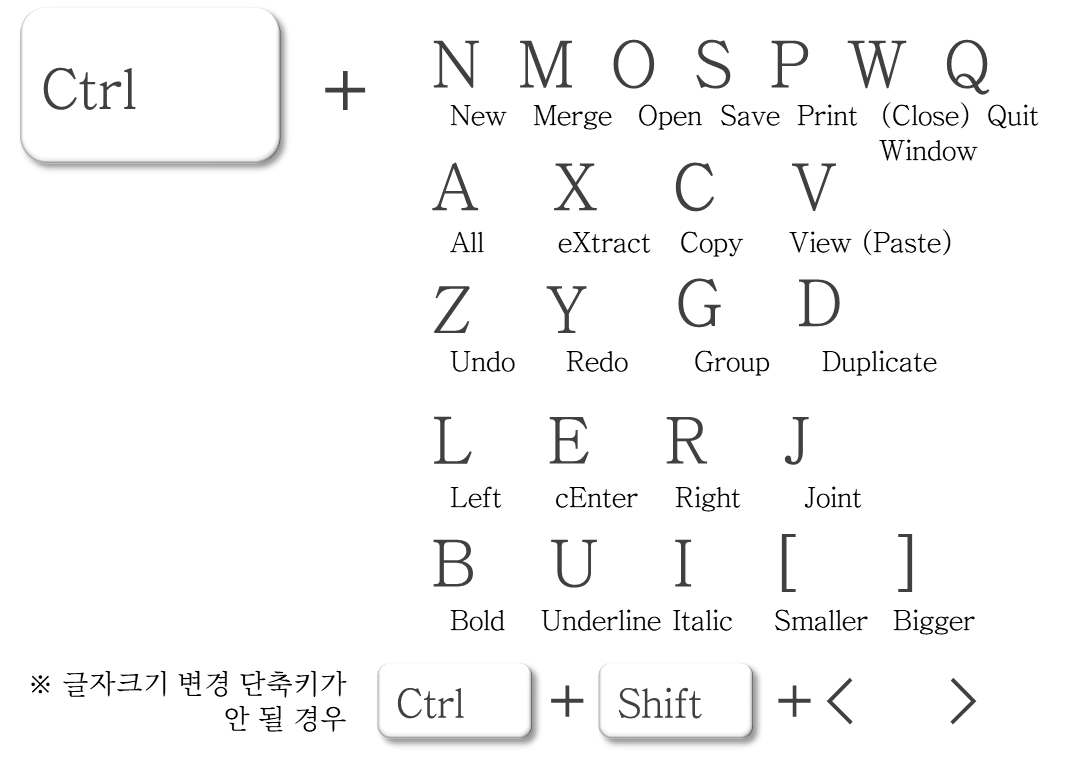 Ctrl + N M O S P W Q
New Merge Open Save Print (Close) Quit
Window
A X C V
All eXtract Copy View (Paste)
Z Y G D
Undo Redo Group Duplicate
L E R J
Left cEnter Right Joint
B U I [ ]
Bold Underline Italic Smaller Bigger
※ 글자크기 변경 단축키가
안 될 경우
Ctrl + Shift + < >